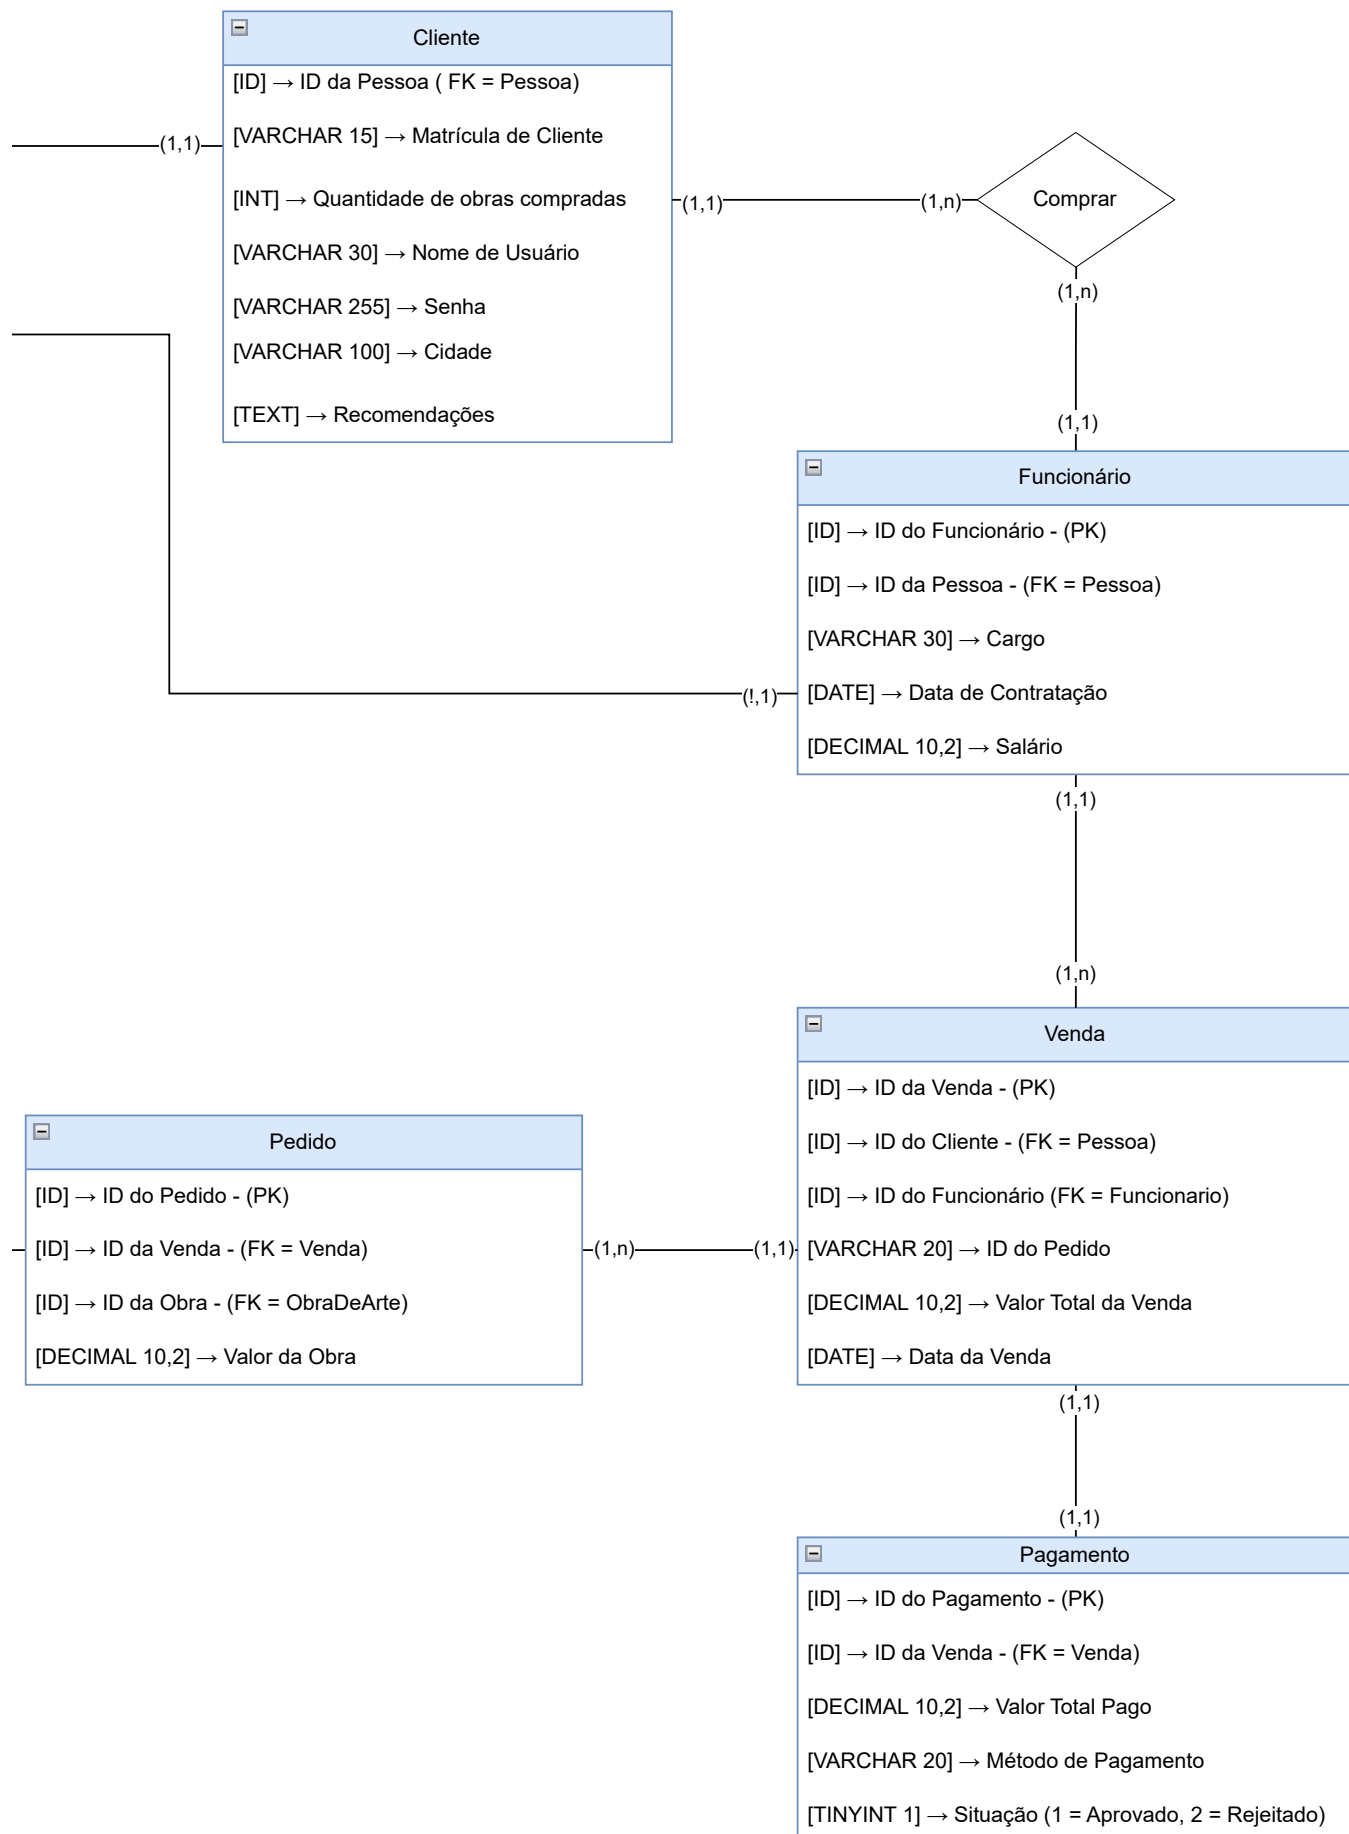 Cliente
[ID] → ID da Pessoa ( FK = Pessoa)
[VARCHAR 15] → Matrícula de Cliente
(1,1)
[INT] → Quantidade de obras compradas
(1,1)
(1,n)
Comprar
[VARCHAR 30] → Nome de Usuário
[VARCHAR 255] → Senha
[VARCHAR 100] → Cidade
[TEXT] → Recomendações
(1,n)
(1,1)
Funcionário
[ID] → ID do Funcionário - (PK)
[ID] → ID da Pessoa - (FK = Pessoa)
[VARCHAR 30] → Cargo
(!,1)
[DATE] → Data de Contratação
[DECIMAL 10,2] → Salário
(1,1)
(1,n)
Venda
[ID] → ID da Venda - (PK)
[ID] → ID do Cliente - (FK = Pessoa)
[ID] → ID do Funcionário (FK = Funcionario)
[VARCHAR 20] → ID do Pedido
[DECIMAL 10,2] → Valor Total da Venda
[DATE] → Data da Venda
Pedido
[ID] → ID do Pedido - (PK)
[ID] → ID da Venda - (FK = Venda)
[ID] → ID da Obra - (FK = ObraDeArte)
[DECIMAL 10,2] → Valor da Obra
(1,n)
(1,1)
(1,1)
(1,1)
Pagamento
[ID] → ID do Pagamento - (PK)
[ID] → ID da Venda - (FK = Venda)
[DECIMAL 10,2] → Valor Total Pago
[VARCHAR 20] → Método de Pagamento
[TINYINT 1] → Situação (1 = Aprovado, 2 = Rejeitado)